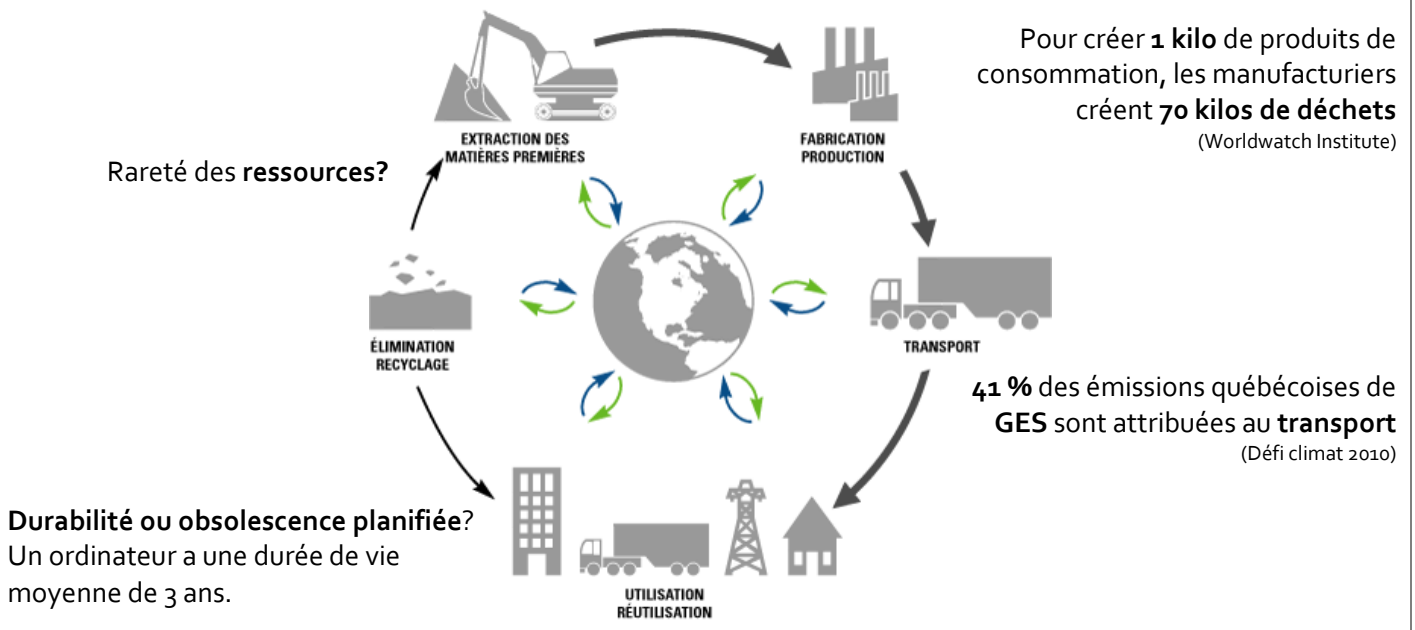 Pour créer 1 kilo de produits de
consommation, les manufacturiers
créent 70 kilos de déchets
(Worldwatch Institute)
EXTRACTION DES
MATIÈRES PREMIÈRES
FABRICATION
PRODUCTION
Rareté des ressources?
TRANSPORT
ÉLIMINATION
RECYCLAGE
41 % des émissions québécoises de
GES sont attribuées au transport
(Défi climat 2010)
Durabilité ou obsolescence planifiée?
Un ordinateur a une durée de vie
moyenne de 3 ans.
UTILISATION
RÉUTILISATION